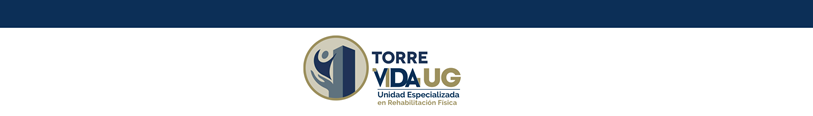 TORRE
VIDA UG
Unidad Especializada
en Rehabilitación Física